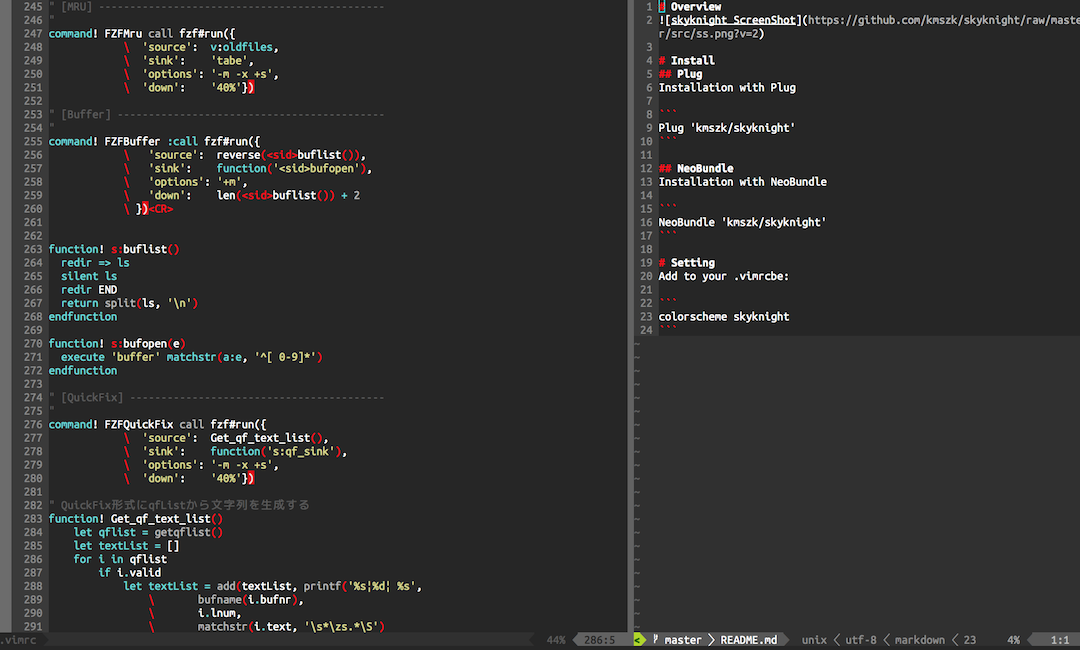 245 " [MRU] ----------------------------------------------
246 "
247 command! FZFMru call fzf#run({
248 \  'source':  v:oldfiles,
249 \  'sink':    'tabe',
250 \  'options': '-m -x +s',
251 \  'down':    '40%'})
252
253 " [Buffer] -------------------------------------------
254 "
255 command! FZFBuffer :call fzf#run({
256 \   'source':  reverse(<sid>buflist()),
257 \   'sink':    function('<sid>bufopen'),
258 \   'options': '+m',
259 \   'down':    len(<sid>buflist()) + 2
260 \ })<CR>
261
262
263 function! s:buflist()
264   redir => ls
265   silent ls
266   redir END
267   return split(ls, '\n')
268 endfunction
269
270 function! s:bufopen(e)
271   execute 'buffer' matchstr(a:e, '^[ 0-9]*')
272 endfunction
273
274 " [QuickFix] -----------------------------------------
275 "
276 command! FZFQuickFix call fzf#run({
277 \  'source':  Get_qf_text_list(),
278 \  'sink':    function('s:qf_sink'),
279 \  'options': '-m -x +s',
280 \  'down':    '40%'})
281
282 " QuickFix形式にqfListから文字列を生成する
283 function! Get_qf_text_list()
284     let qflist = getqflist()
285     let textList = []
286     for i in qflist
287         if i.valid
288             let textList = add(textList, printf('%s¦%d¦ %s',
289 \       bufname(i.bufnr),
290 \       i.lnum,
291 \       matchstr(i.text, '\s*\zs.*\S')
.vimrc 44% 286:5
1 # Overview
2 ![skyknight ScreenShot](https://github.com/kmszk/skyknight/raw/maste
r/src/ss.png?v=2)
3
4 # Install
5 ## Plug
6 Installation with Plug
7
8 ```
9 Plug 'kmszk/skyknight'
10 ```
11
12 ## NeoBundle
13 Installation with NeoBundle
14
15 ```
16 NeoBundle 'kmszk/skyknight'
17 ```
18
19 # Setting
20 Add to your .vimrcbe:
21
22 ```
23 colorscheme skyknight
24 ```
< master README.md unix utf-8 markdown 23 4% 1:1